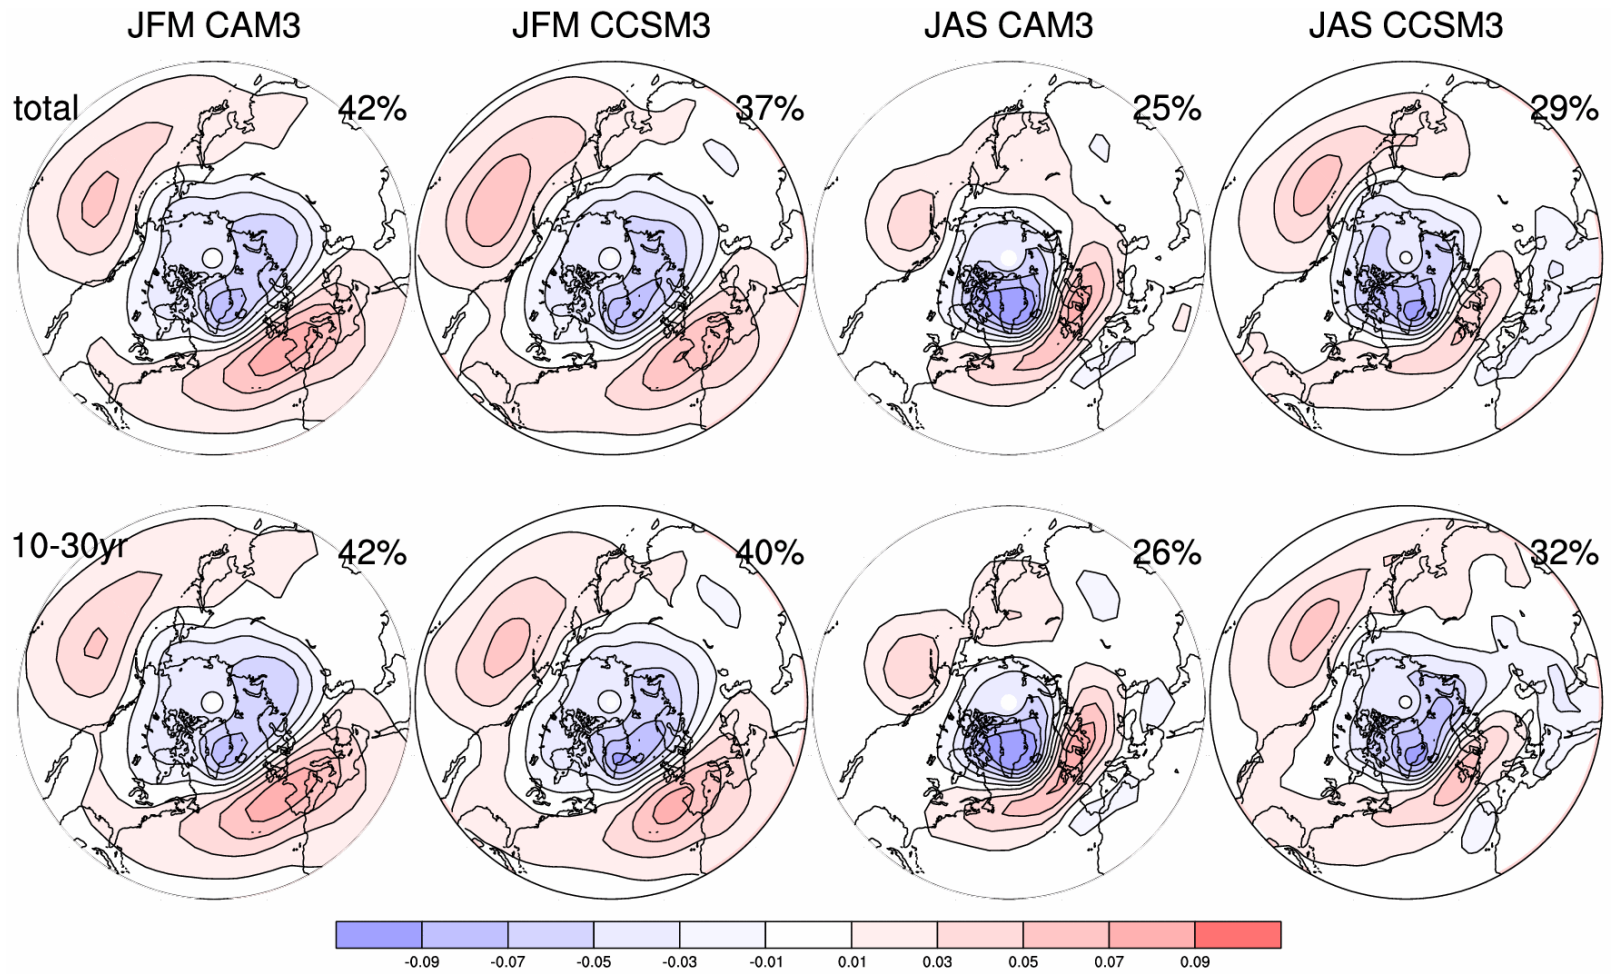 JFM CAM3 JFM CCSM3 JAS CAM3 JAS CCSM3
total 42% 37% 25% 29%
10-30yr 42% 40% 26% 32%
-0.09 -0.07 -0.05 -0.03 -0.01 0.01 0.03 0.05 0.07 0.09